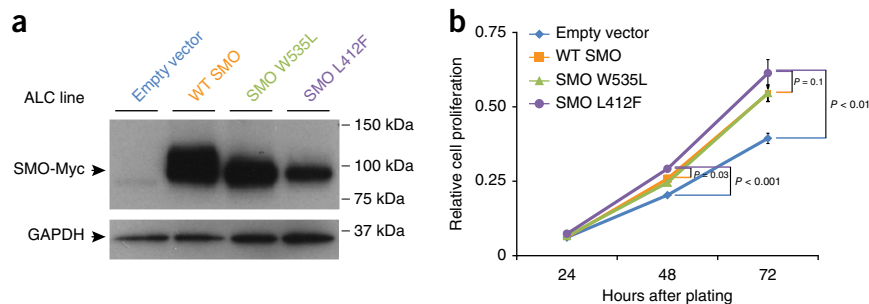 a
ALC line
Empty vector
WT SMO
SMO W535L
SMO L412F
150 kDa
SMO-Myc
100 kDa
75 kDa
GAPDH
37 kDa
b
Relative cell proliferation
0.75
0.50
0.25
0
Empty vector
WT SMO
SMO W535L
SMO L412F
P = 0.1
P < 0.01
P = 0.03
P < 0.001
24
48
72
Hours after plating